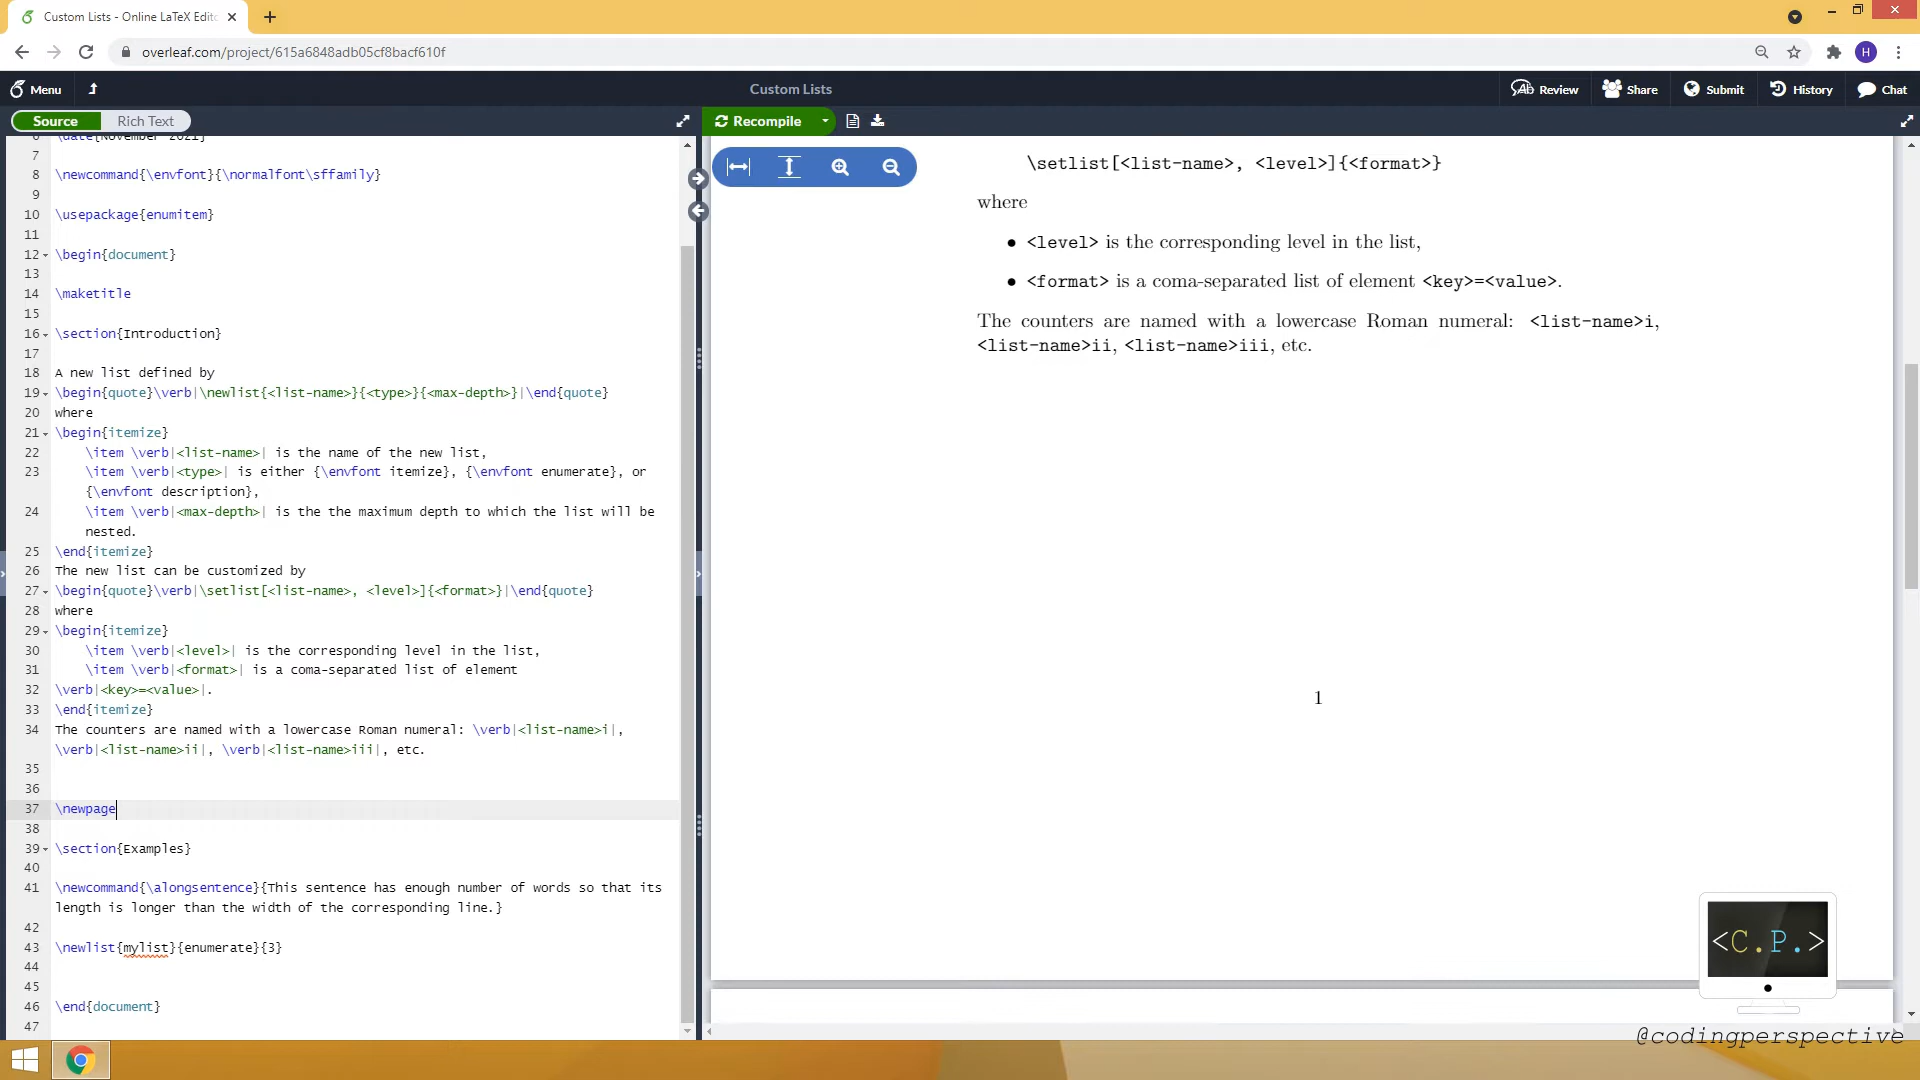 Custom Lists - Online LaTeX Edito
overleaf.com/project/615a6848adb05cf8bacf610f
H
Menu
Custom Lists
Review
Share
Submit
History
Chat
Source
Rich Text
Recompile
6 \date{November 2021}
7
8 \newcommand{\envfont}{\normalfont\sffamily}
9
10 \usepackage{enumitem}
11
12 \begin{document}
13
14 \maketitle
15
16 \section{Introduction}
17
18 A new list defined by
19 \begin{quote}\verb|\newlist{<list-name>}{<type>}{<max-depth>}|\end{quote}
20 where
21 \begin{itemize}
22 \item \verb|<list-name>| is the name of the new list,
23 \item \verb|<type>| is either {\envfont itemize}, {\envfont enumerate}, or
{\envfont description},
24 \item \verb|<max-depth>| is the the maximum depth to which the list will be
nested.
25 \end{itemize}
26 The new list can be customized by
27 \begin{quote}\verb|\setlist[<list-name>, <level>]{<format>}|\end{quote}
28 where
29 \begin{itemize}
30 \item \verb|<level>| is the corresponding level in the list,
31 \item \verb|<format>| is a coma-separated list of element
32 \verb|<key>=<value>|.
33 \end{itemize}
34 The counters are named with a lowercase Roman numeral: \verb|<list-name>i|,
\verb|<list-name>ii|, \verb|<list-name>iii|, etc.
35
36
37 \newpage
38
39 \section{Examples}
40
41 \newcommand{\alongsentence}{This sentence has enough number of words so that its
length is longer than the width of the corresponding line.}
42
43 \newlist{mylist}{enumerate}{3}
44
45
46 \end{document}
47
\setlist[<list-name>, <level>]{<format>}
where
• <level> is the corresponding level in the list,
• <format> is a coma-separated list of element <key>=<value>.
The counters are named with a lowercase Roman numeral: <list-name>i,
<list-name>ii, <list-name>iii, etc.
1
<C.P.>
@codingperspective